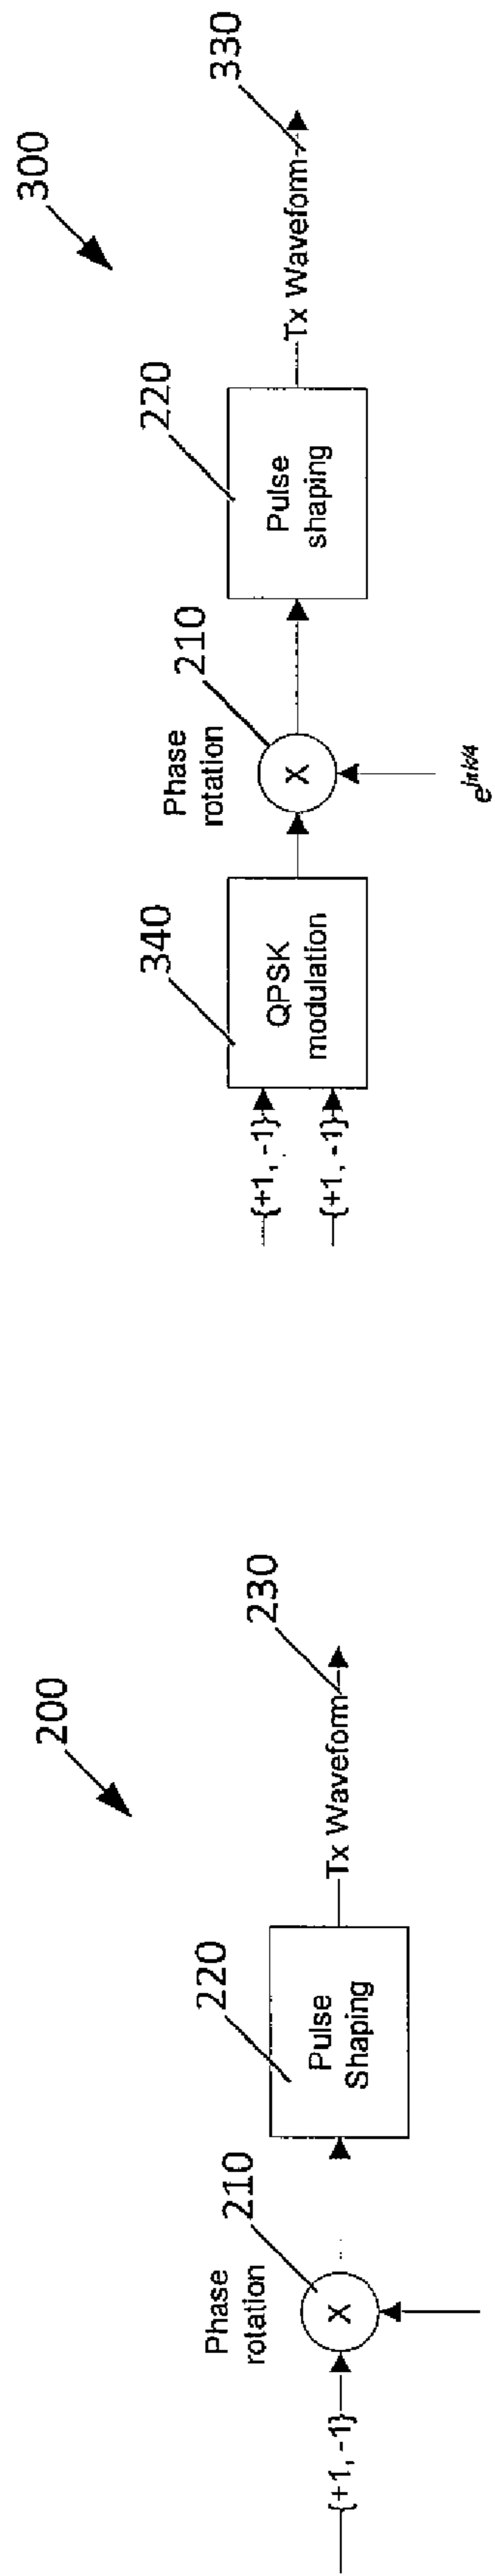 200
Phase
rotation
210
220
230
{+1, -1}
X
Pulse
Shaping
Tx Waveform
300
340
Phase
rotation
210
220
330
{+1, -1}
{+1, -1}
QPSK
modulation
X
Pulse
shaping
Tx Waveform
e^{jπk/4}